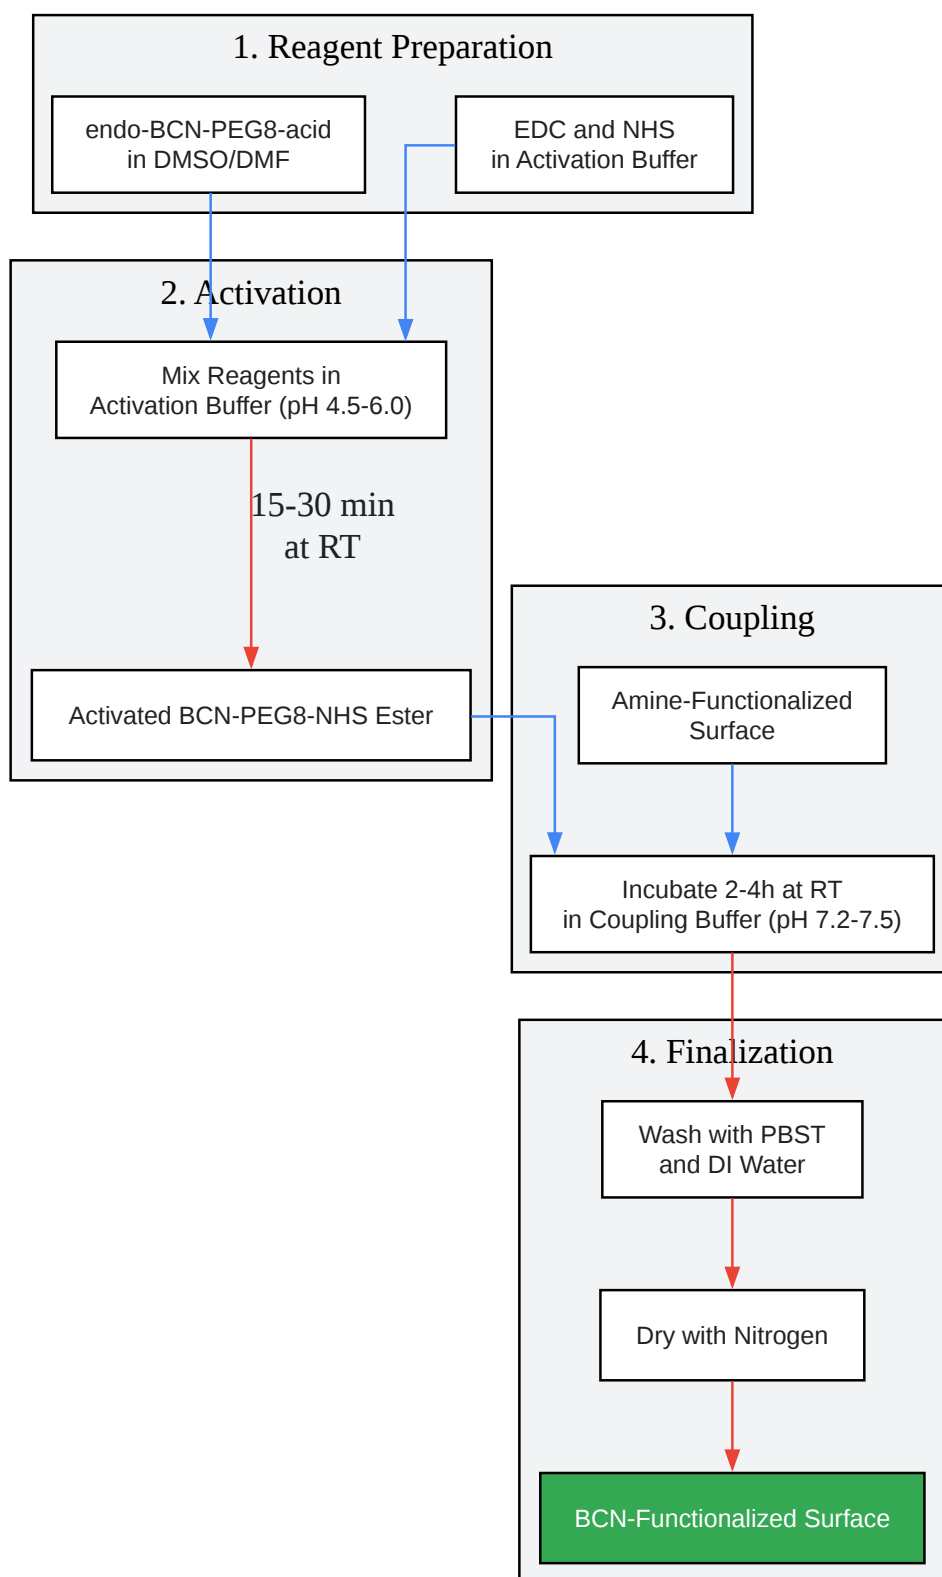 1. Reagent Preparation
endo-BCN-PEG8-acid
in DMSO/DMF
EDC and NHS
in Activation Buffer
2. Activation
Mix Reagents in
Activation Buffer (pH 4.5-6.0)
15-30 min
at RT
Activated BCN-PEG8-NHS Ester
3. Coupling
Amine-Functionalized
Surface
Incubate 2-4h at RT
in Coupling Buffer (pH 7.2-7.5)
4. Finalization
Wash with PBST
and DI Water
Dry with Nitrogen
BCN-Functionalized Surface